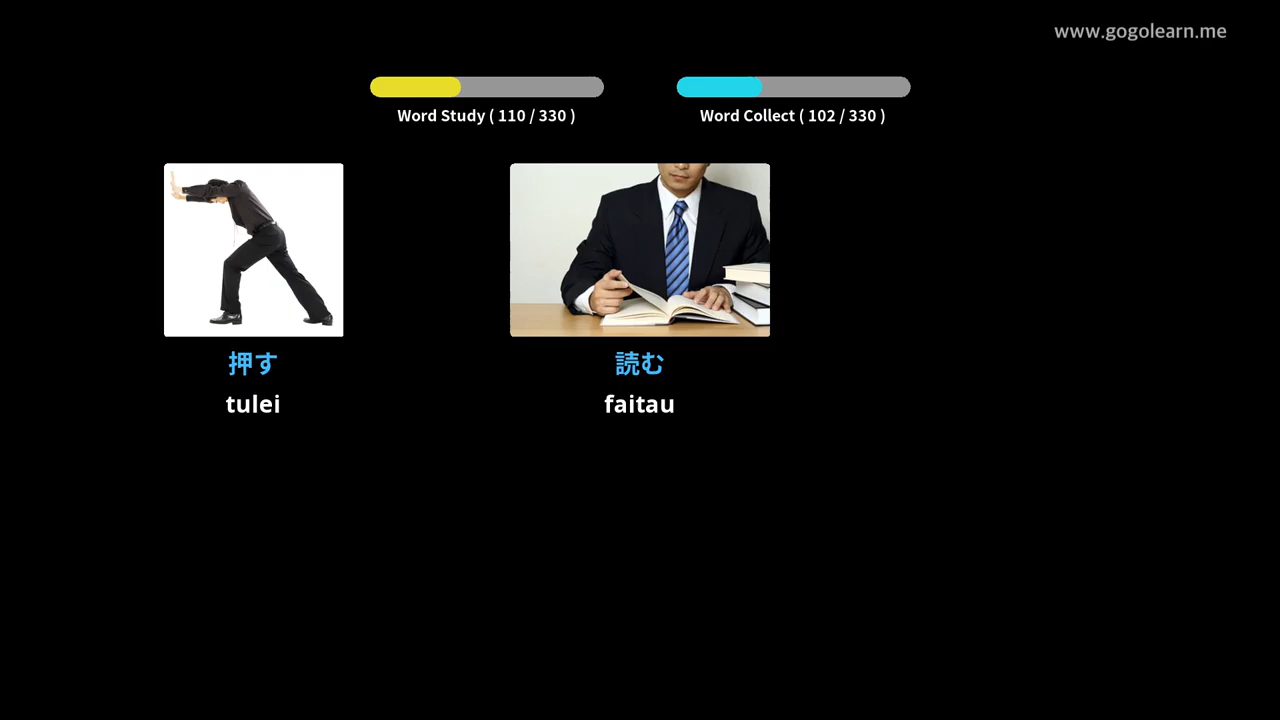 www.gogolearn.me
Word Study ( 110 / 330 )
Word Collect ( 102 / 330 )
押す
tulei
読む
faitau